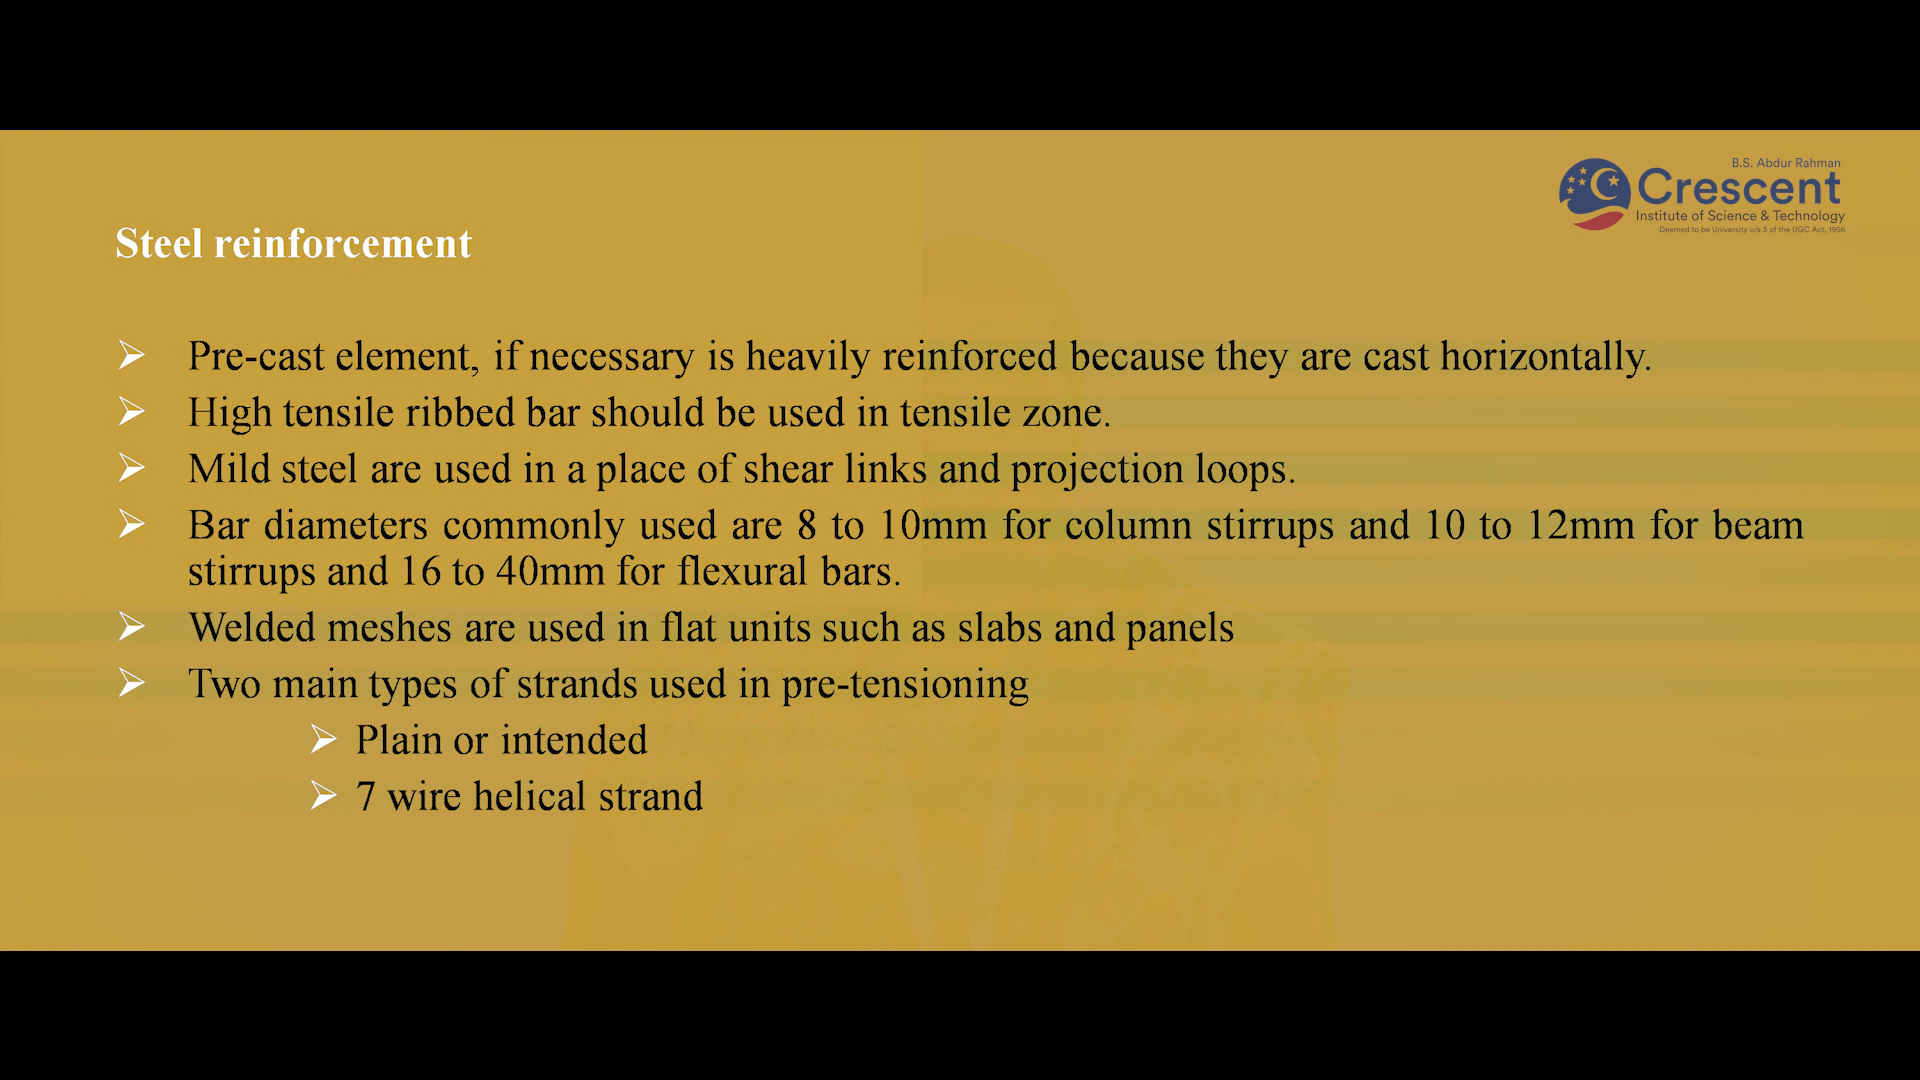 B.S. Abdur Rahman
Crescent
Institute of Science & Technology
Deemed to be University u/s 3 of the UGC Act, 1956
Steel reinforcement
Pre-cast element, if necessary is heavily reinforced because they are cast horizontally.
High tensile ribbed bar should be used in tensile zone.
Mild steel are used in a place of shear links and projection loops.
Bar diameters commonly used are 8 to 10mm for column stirrups and 10 to 12mm for beam
stirrups and 16 to 40mm for flexural bars.
Welded meshes are used in flat units such as slabs and panels
Two main types of strands used in pre-tensioning
Plain or intended
7 wire helical strand